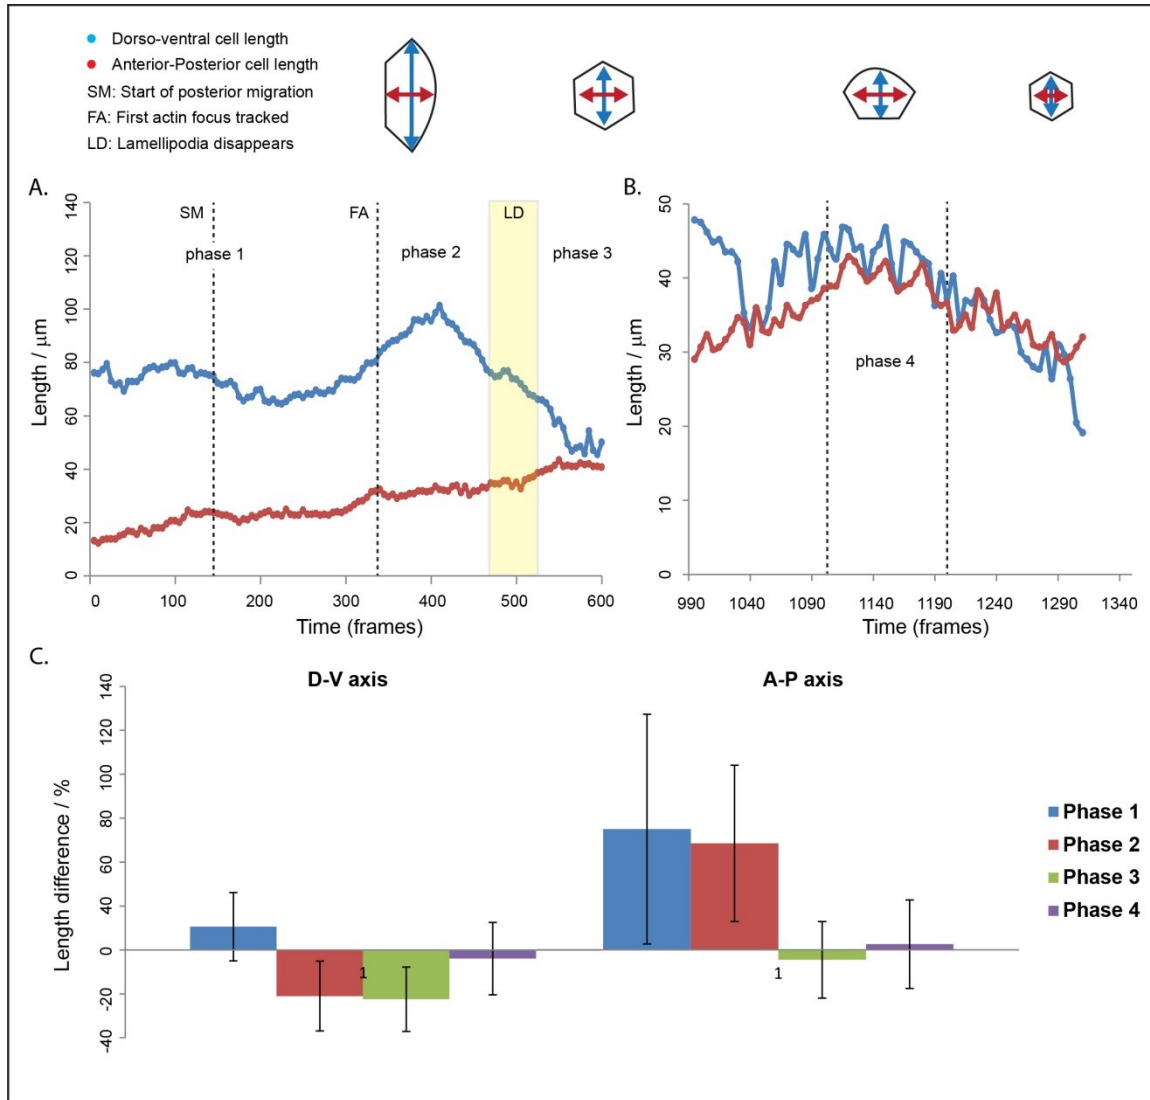 Dorso-ventral cell length
Anterior-Posterior cell length
SM: Start of posterior migration
FA: First actin focus tracked
LD: Lamellipodia disappears
A.
140
120
100
80
60
40
20
0
Length / μm
SM
FA
LD
phase 1
phase 2
phase 3
0 100 200 300 400 500 600
Time (frames)
B.
50
40
30
20
10
0
Length / μm
phase 4
990 1040 1090 1140 1190 1240 1290 1340
Time (frames)
C.
D-V axis
A-P axis
140
120
100
80
60
40
20
0
-20
-40
Length difference / %
1
1
Phase 1
Phase 2
Phase 3
Phase 4